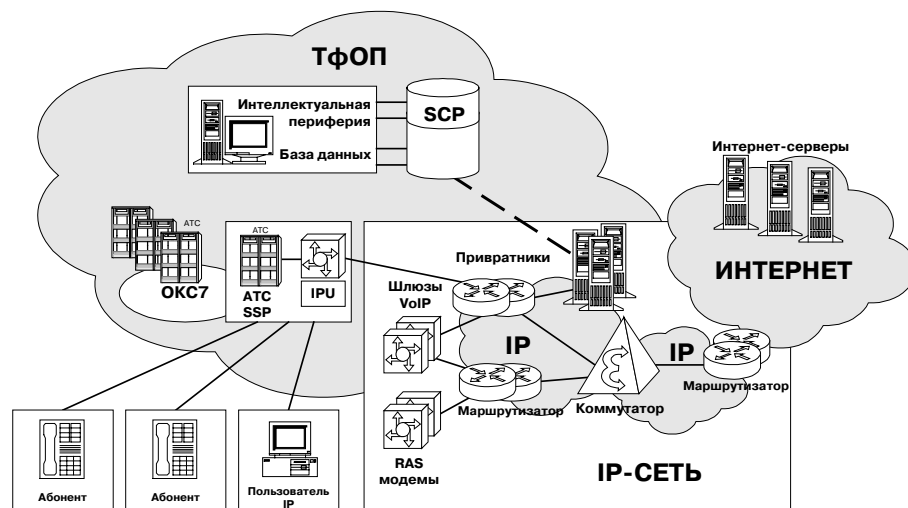 ТфОП
Интеллектуальная
периферия
База данных
SCP
Интернет-серверы
ИНТЕРНЕТ
АТС
ОКС7
АТС
АТС
SSP
IPU
Привратники
Шлюзы
VoIP
IP
IP
Маршрутизатор
Коммутатор
Маршрутизатор
RAS
модемы
IP-СЕТЬ
Абонент
Абонент
Пользователь
IP